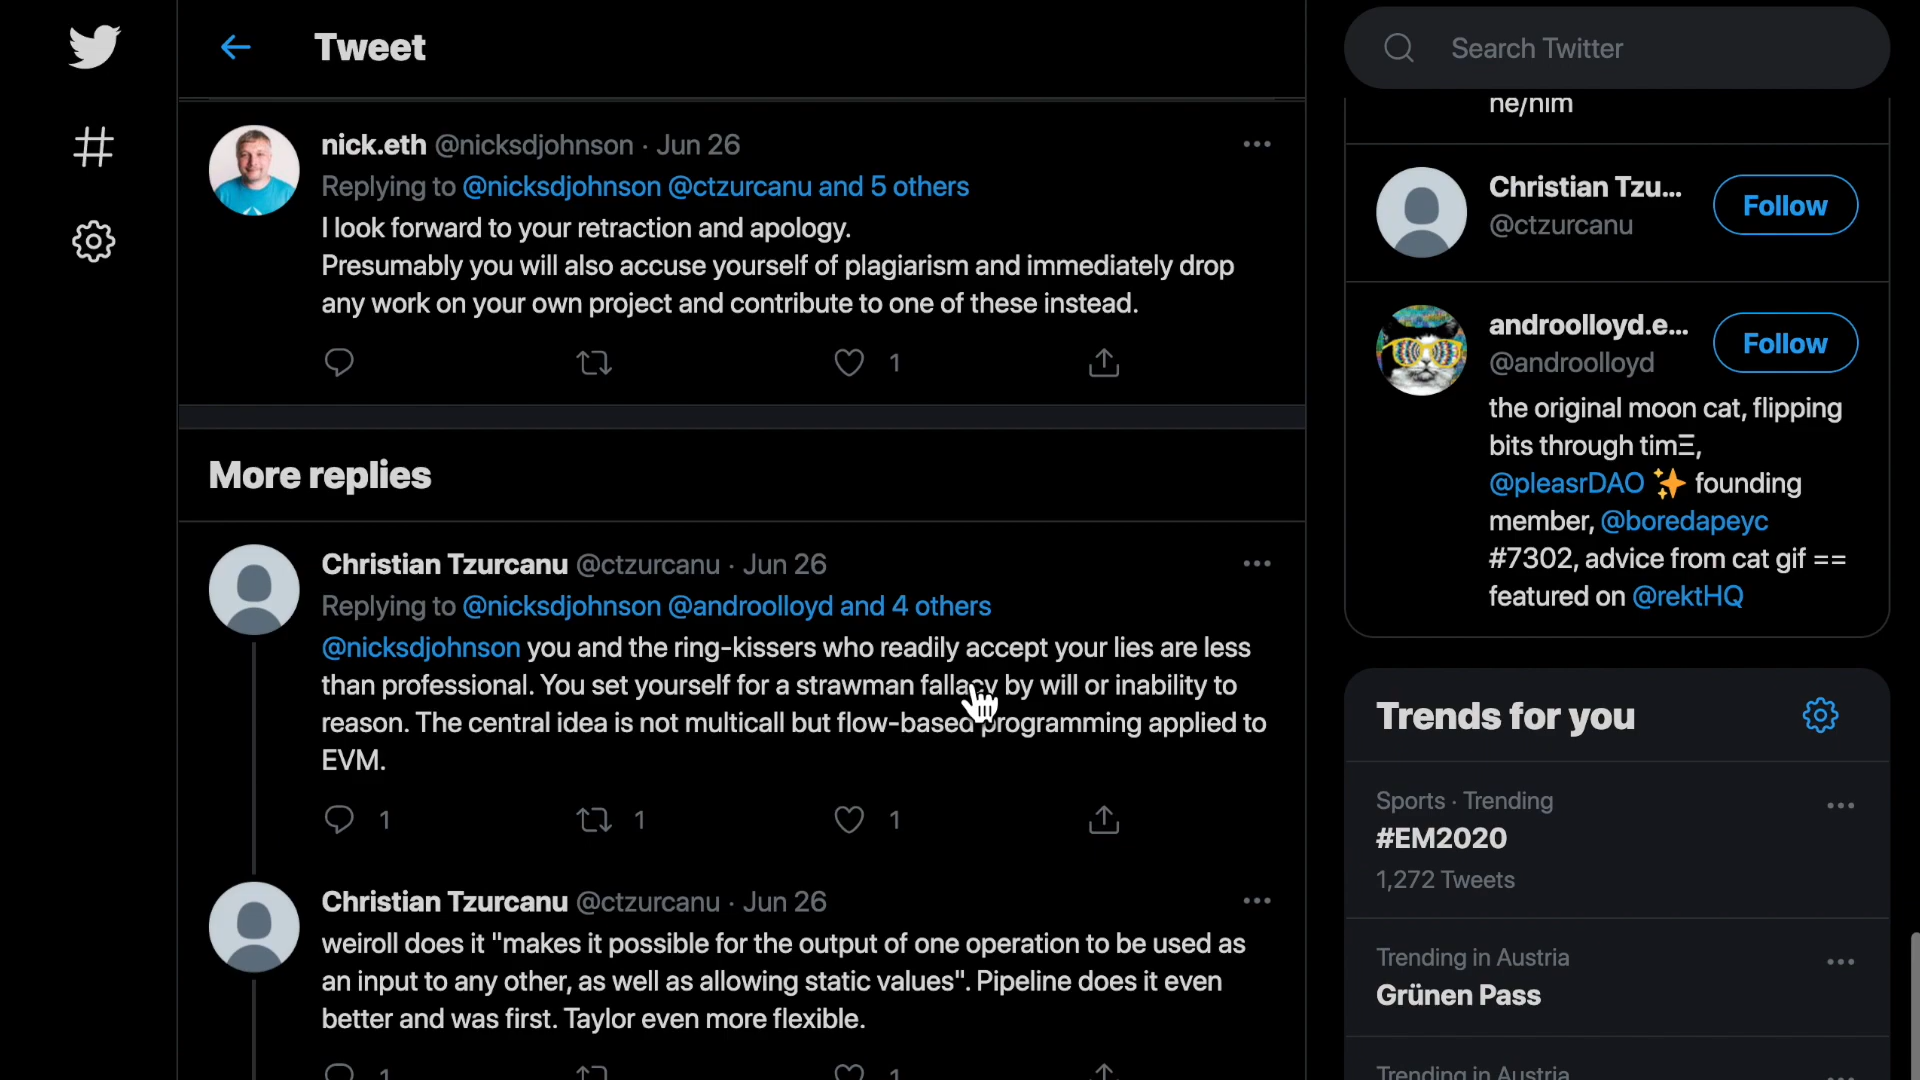 Tweet
nick.eth @nicksdjohnson · Jun 26
Replying to @nicksdjohnson @ctzurcanu and 5 others
I look forward to your retraction and apology.
Presumably you will also accuse yourself of plagiarism and immediately drop
any work on your own project and contribute to one of these instead.
1
More replies
Christian Tzurcanu @ctzurcanu · Jun 26
Replying to @nicksdjohnson @androolloyd and 4 others
@nicksdjohnson you and the ring-kissers who readily accept your lies are less
than professional. You set yourself for a strawman fallacy by will or inability to
reason. The central idea is not multicall but flow-based programming applied to
EVM.
1 1 1
Christian Tzurcanu @ctzurcanu · Jun 26
weiroll does it "makes it possible for the output of one operation to be used as
an input to any other, as well as allowing static values". Pipeline does it even
better and was first. Taylor even more flexible.
1 1
Search Twitter
he/him
Christian Tzu...
@ctzurcanu
Follow
androolloyd.e...
@androolloyd
Follow
the original moon cat, flipping
bits through timΞ,
@pleasrDAO ✨ founding
member, @boredapeyc
#7302, advice from cat gif ==
featured on @rektHQ
Trends for you
Sports · Trending
#EM2020
1,272 Tweets
Trending in Austria
Grünen Pass
Trending in Austria